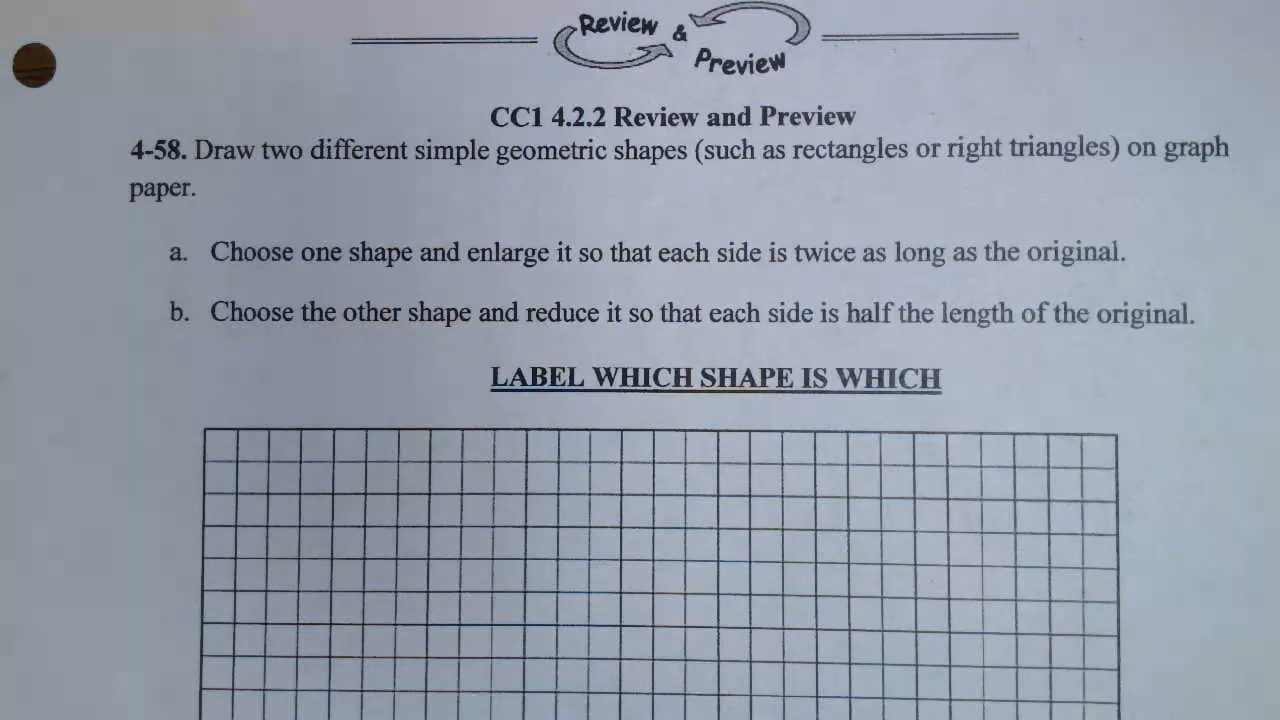 Review & Preview
CC1 4.2.2 Review and Preview
4-58. Draw two different simple geometric shapes (such as rectangles or right triangles) on graph
paper.
a. Choose one shape and enlarge it so that each side is twice as long as the original.
b. Choose the other shape and reduce it so that each side is half the length of the original.
LABEL WHICH SHAPE IS WHICH